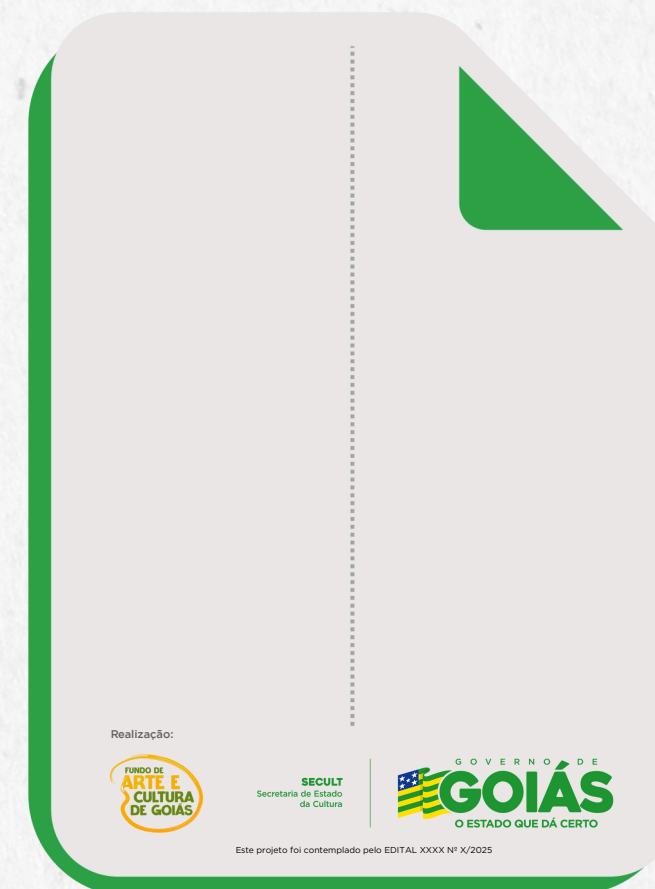 Realização:
FUNDO DE
ARTE E
CULTURA
DE GOIÁS
SECULT
Secretaria de Estado
da Cultura
GOVERNO DE
GOIÁS
O ESTADO QUE DÁ CERTO
Este projeto foi contemplado pelo EDITAL XXXX Nº X/2025